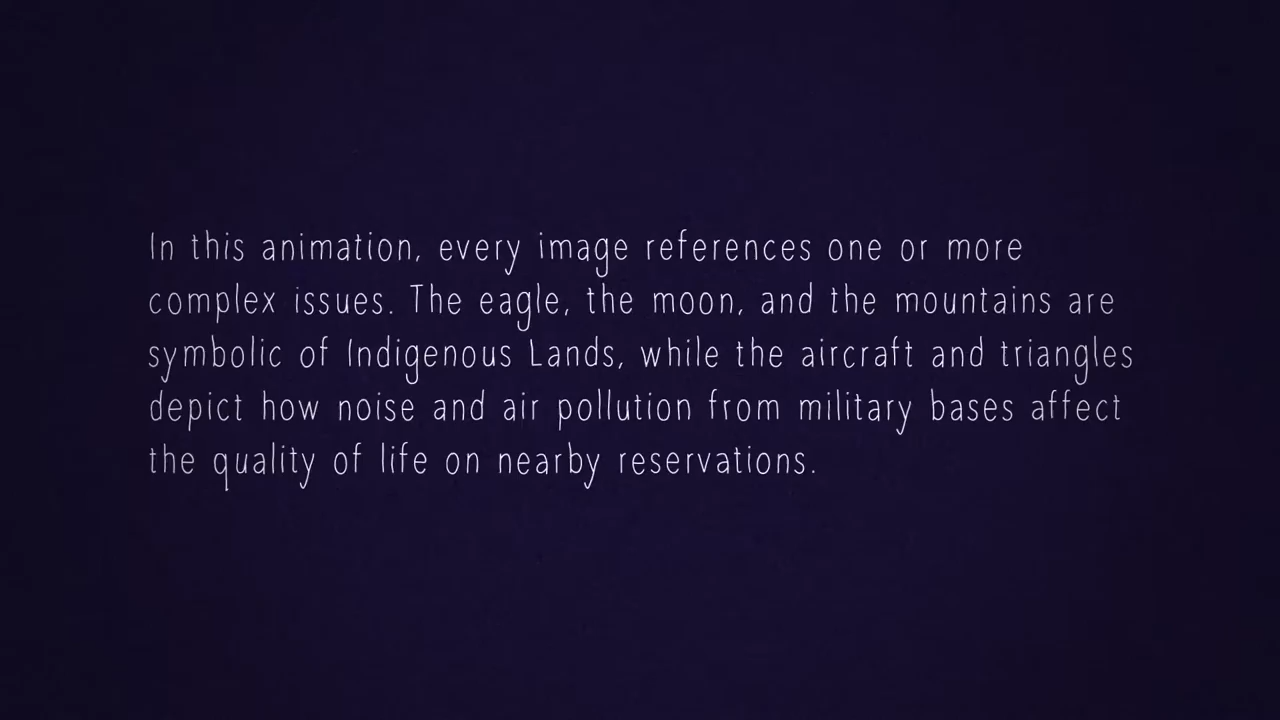 In this animation, every image references one or more
complex issues. The eagle, the moon, and the mountains are
symbolic of Indigenous Lands, while the aircraft and triangles
depict how noise and air pollution from military bases affect
the quality of life on nearby reservations.